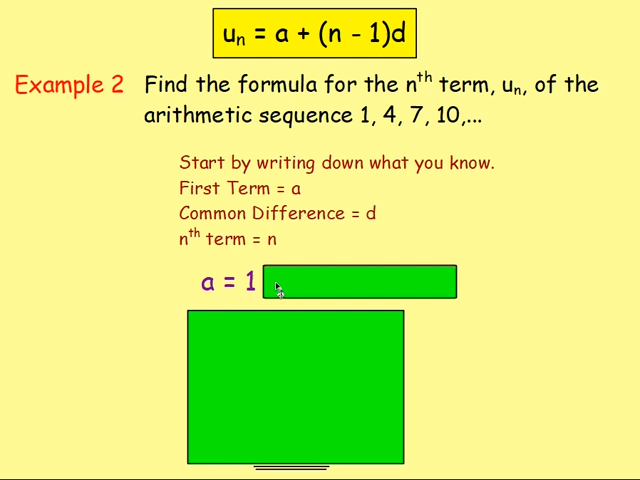 uₙ = a + (n - 1)d
Example 2 Find the formula for the nᵗʰ term, uₙ, of the
arithmetic sequence 1, 4, 7, 10,...
Start by writing down what you know.
First Term = a
Common Difference = d
nᵗʰ term = n
a = 1